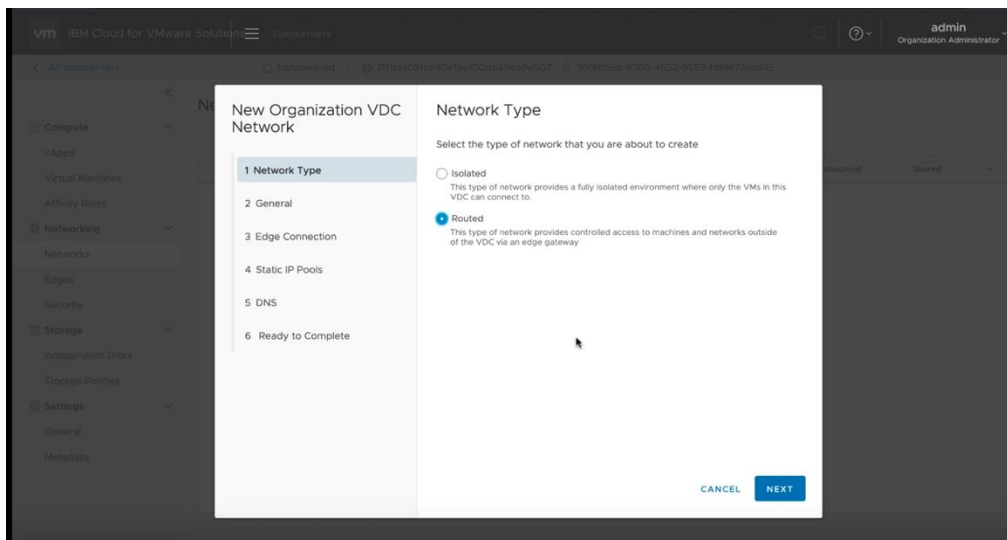 vm IBM Cloud for VMware Solutions Datacenters admin
Organization Administrator
All datacenters transend-od
Compute
vApps
Virtual Machines
Affinity Rules
Networking
Networks
Edges
Security
Storage
Independent Disks
Storage Policies
Settings
General
Metadata
Ne
Consumed Shared
New Organization VDC
Network
1 Network Type
2 General
3 Edge Connection
4 Static IP Pools
5 DNS
6 Ready to Complete
Network Type
Select the type of network that you are about to create
Isolated
This type of network provides a fully isolated environment where only the VMs in this
VDC can connect to.
Routed
This type of network provides controlled access to machines and networks outside
of the VDC via an edge gateway
CANCEL NEXT